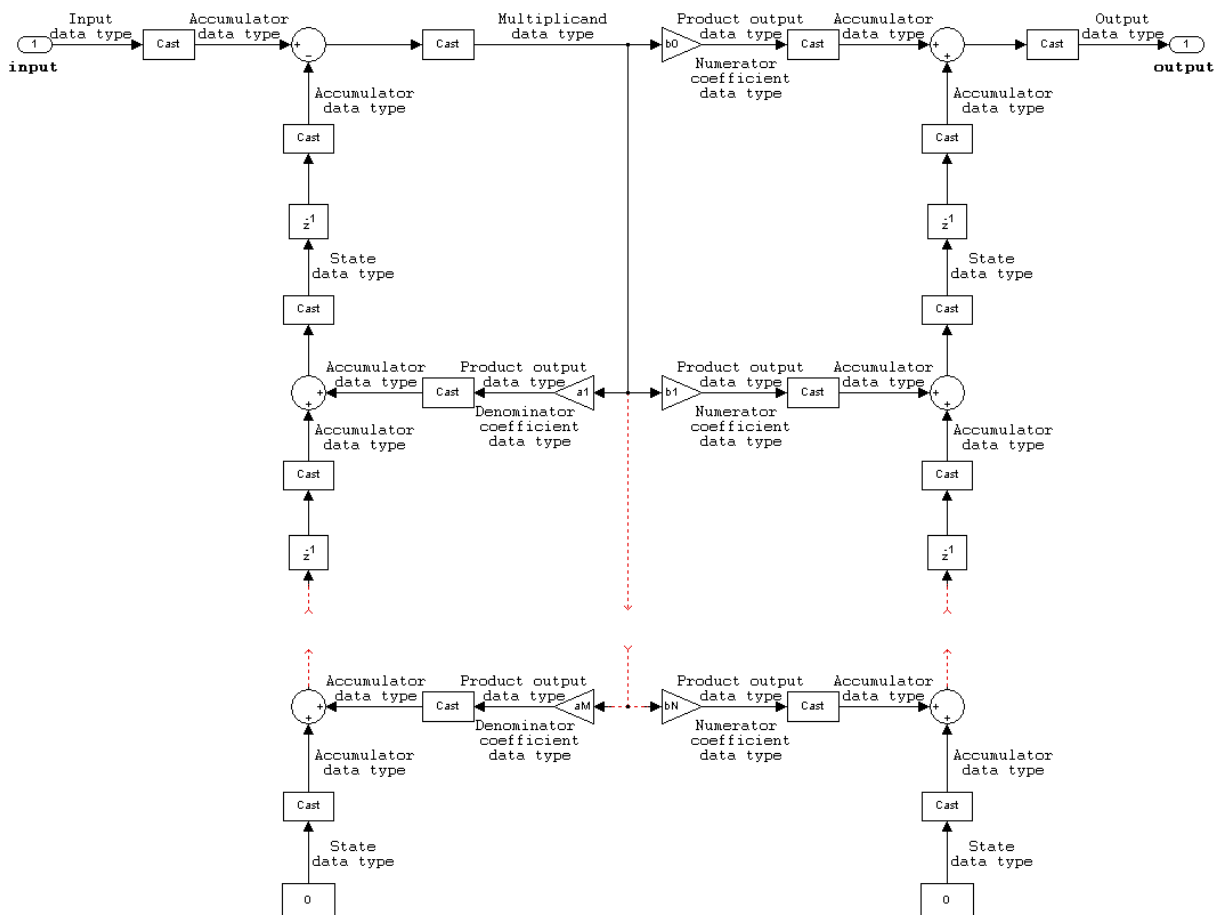 Input
data type
Accumulator
data type
Multiplicand
data type
Product output
data type
Accumulator
data type
Output
data type
1
input
Cast
+
−
Cast
b0
Cast
+
+
Cast
1
output
Numerator
coefficient
data type
Accumulator
data type
Accumulator
data type
Cast
Cast
z-1
z-1
State
data type
State
data type
Cast
Cast
Accumulator
data type
Product output
data type
Product output
data type
Accumulator
data type
+
+
Cast
a1
b1
Cast
+
+
Denominator
coefficient
data type
Numerator
coefficient
data type
Accumulator
data type
Accumulator
data type
Cast
Cast
z-1
z-1
Accumulator
data type
Product output
data type
Product output
data type
Accumulator
data type
+
+
Cast
aM
bN
Cast
+
+
Denominator
coefficient
data type
Numerator
coefficient
data type
Accumulator
data type
Accumulator
data type
Cast
Cast
State
data type
State
data type
0
0